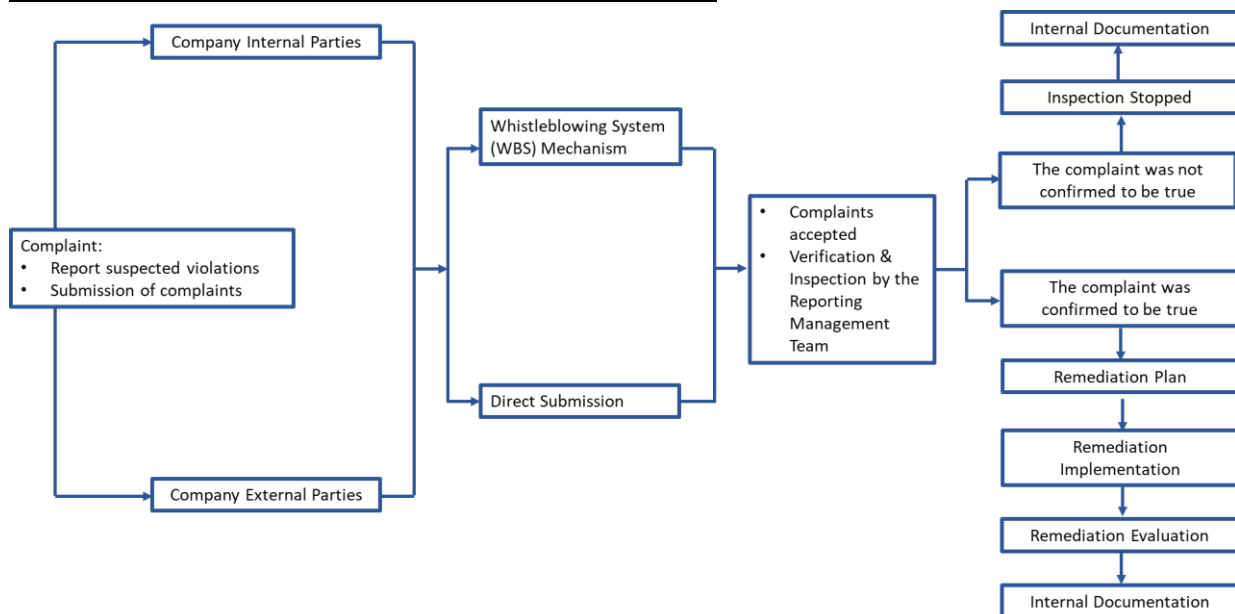 Company Internal Parties
Complaint:
• Report suspected violations
• Submission of complaints
Company External Parties
Whistleblowing System
(WBS) Mechanism
Direct Submission
• Complaints
accepted
• Verification &
Inspection by the
Reporting
Management
Team
Internal Documentation
Inspection Stopped
The complaint was not
confirmed to be true
The complaint was
confirmed to be true
Remediation Plan
Remediation
Implementation
Remediation Evaluation
Internal Documentation